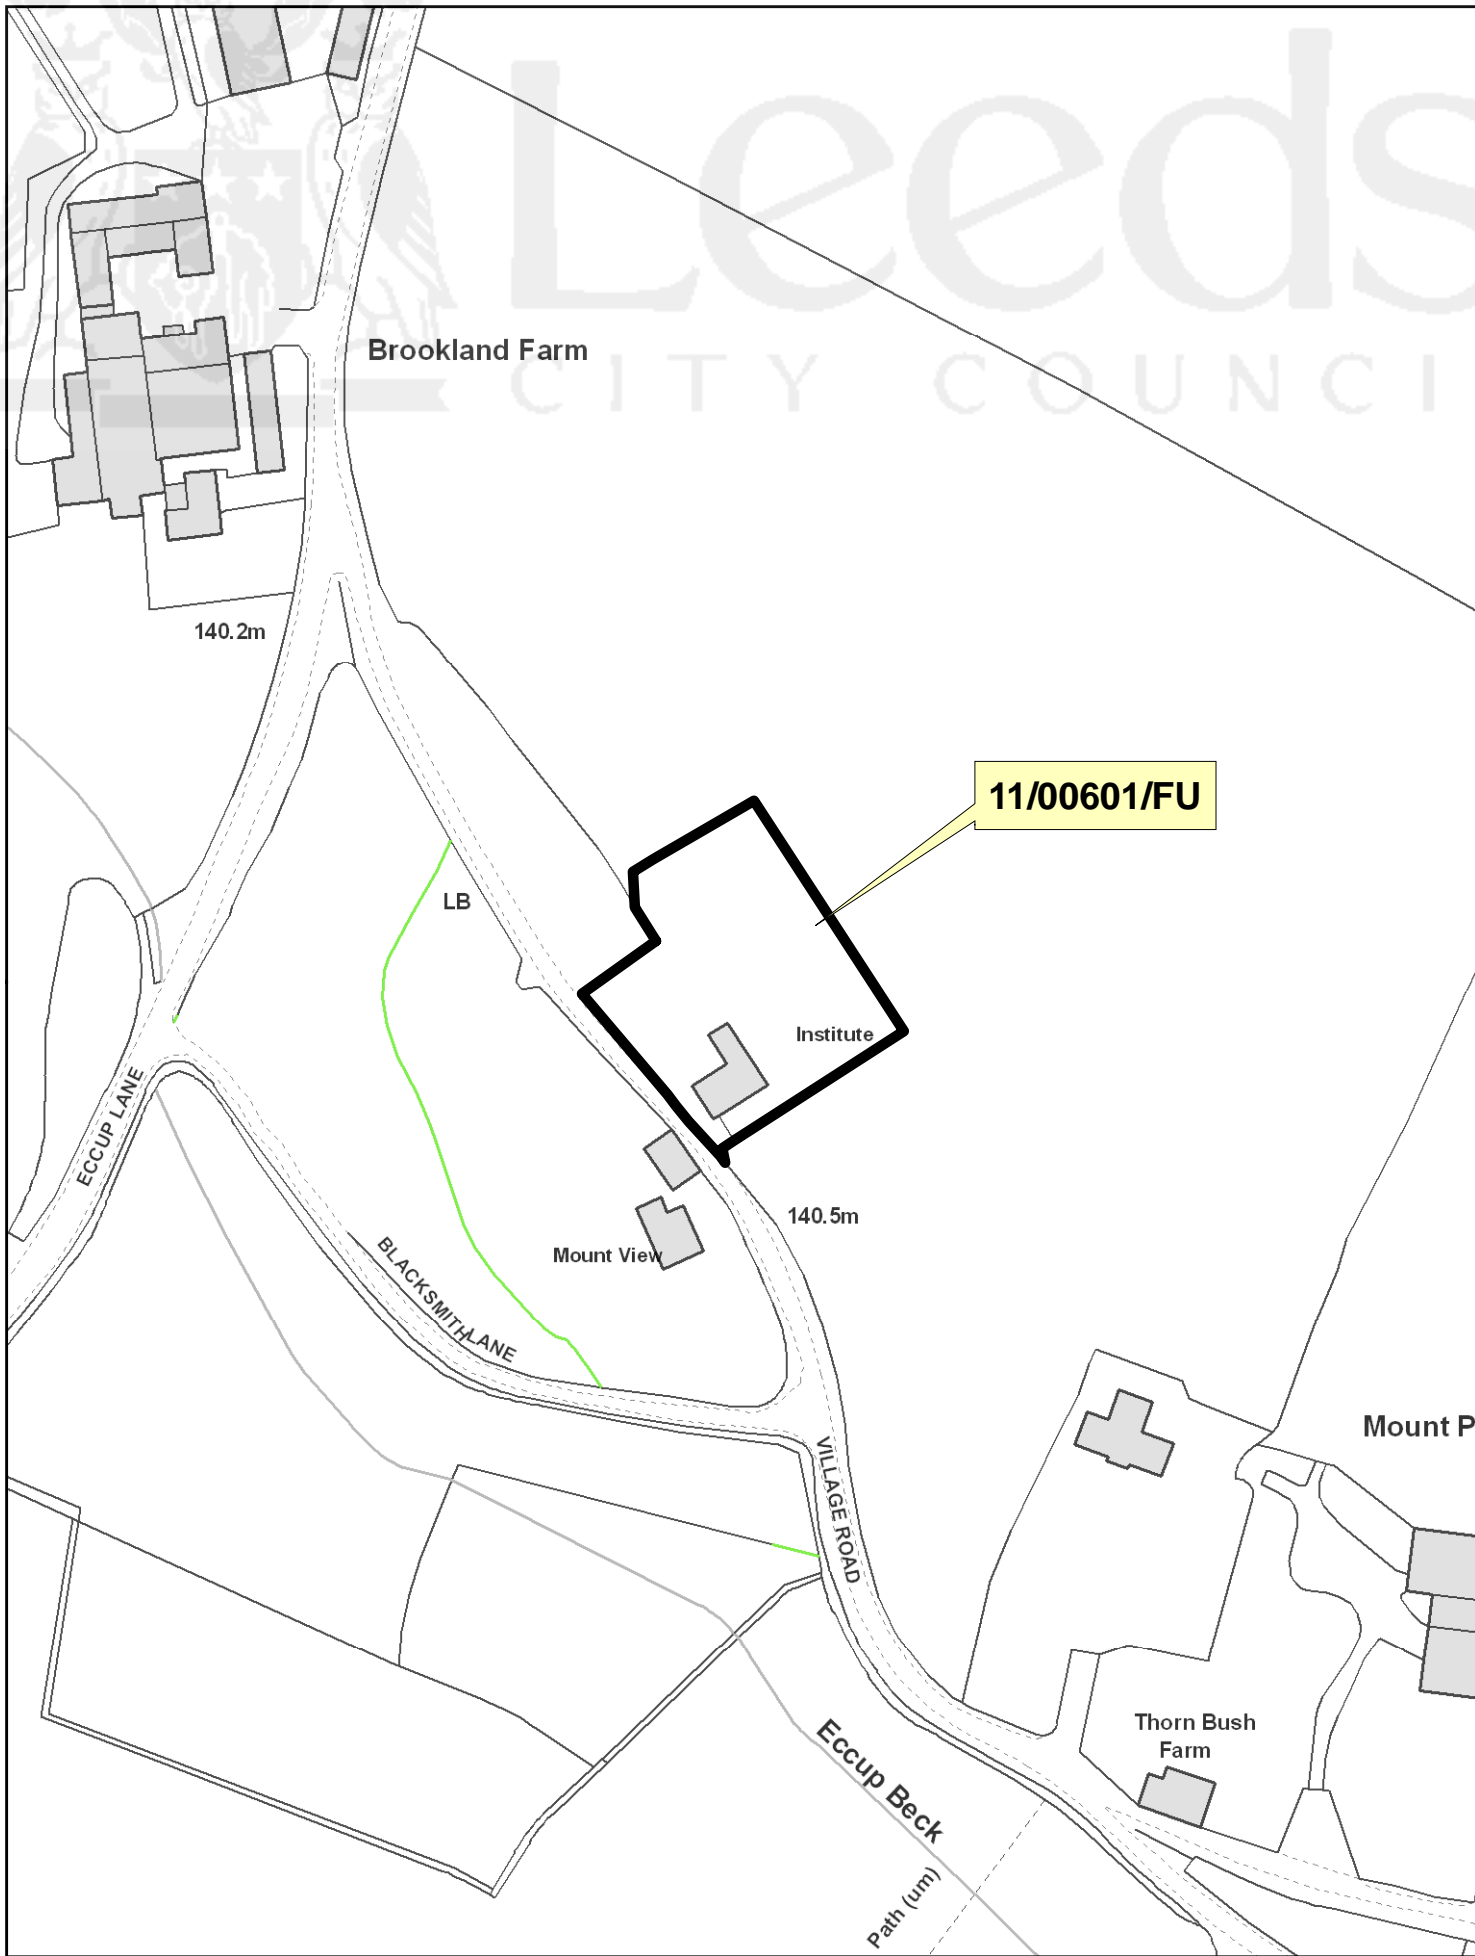 Leeds
CITY COUNCI
Brookland Farm
140.2m
11/00601/FU
LB
Institute
ECCUP LANE
140.5m
Mount View
BLACKSMITH LANE
Mount P
VILLAGE ROAD
Thorn Bush
Farm
Eccup Beck
Path (um)